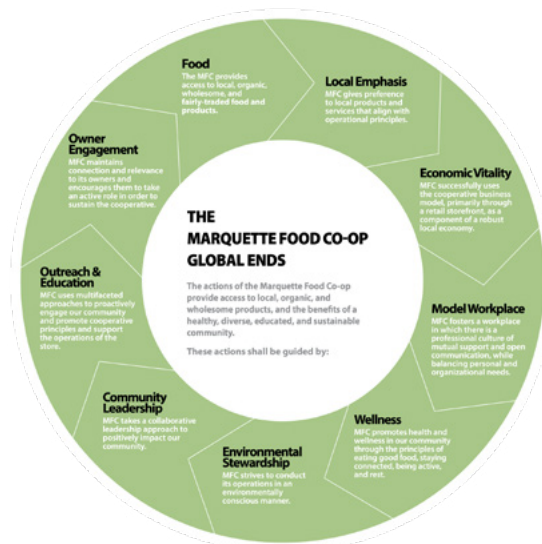 THE
MARQUETTE FOOD CO-OP
GLOBAL ENDS
The actions of the Marquette Food Co-op
provide access to local, organic, and
wholesome products, and the benefits of a
healthy, diverse, educated, and sustainable
community.
These actions shall be guided by:
Food
The MFC provides
access to local, organic,
wholesome, and
fairly-traded food and
products.
Local Emphasis
MFC gives preference
to local products and
services that align with
operational principles.
Economic Vitality
MFC successfully uses
the cooperative business
model, primarily through
a retail storefront, as a
component of a robust
local economy.
Model Workplace
MFC fosters a workplace
in which there is a
professional culture of
mutual support and open
communication, while
balancing personal and
organizational needs.
Wellness
MFC promotes health and
wellness in our community
through the principles of
eating good food, staying
connected, being active,
and rest.
Environmental
Stewardship
MFC strives to conduct
its operations in an
environmentally
conscious manner.
Community
Leadership
MFC takes a collaborative
leadership approach to
positively impact our
community.
Outreach &
Education
MFC uses multifaceted
approaches to proactively
engage our community
and promote cooperative
principles and support
the operations of the
store.
Owner
Engagement
MFC maintains
connection and relevance
to its owners and
encourages them to take
an active role in order to
sustain the cooperative.